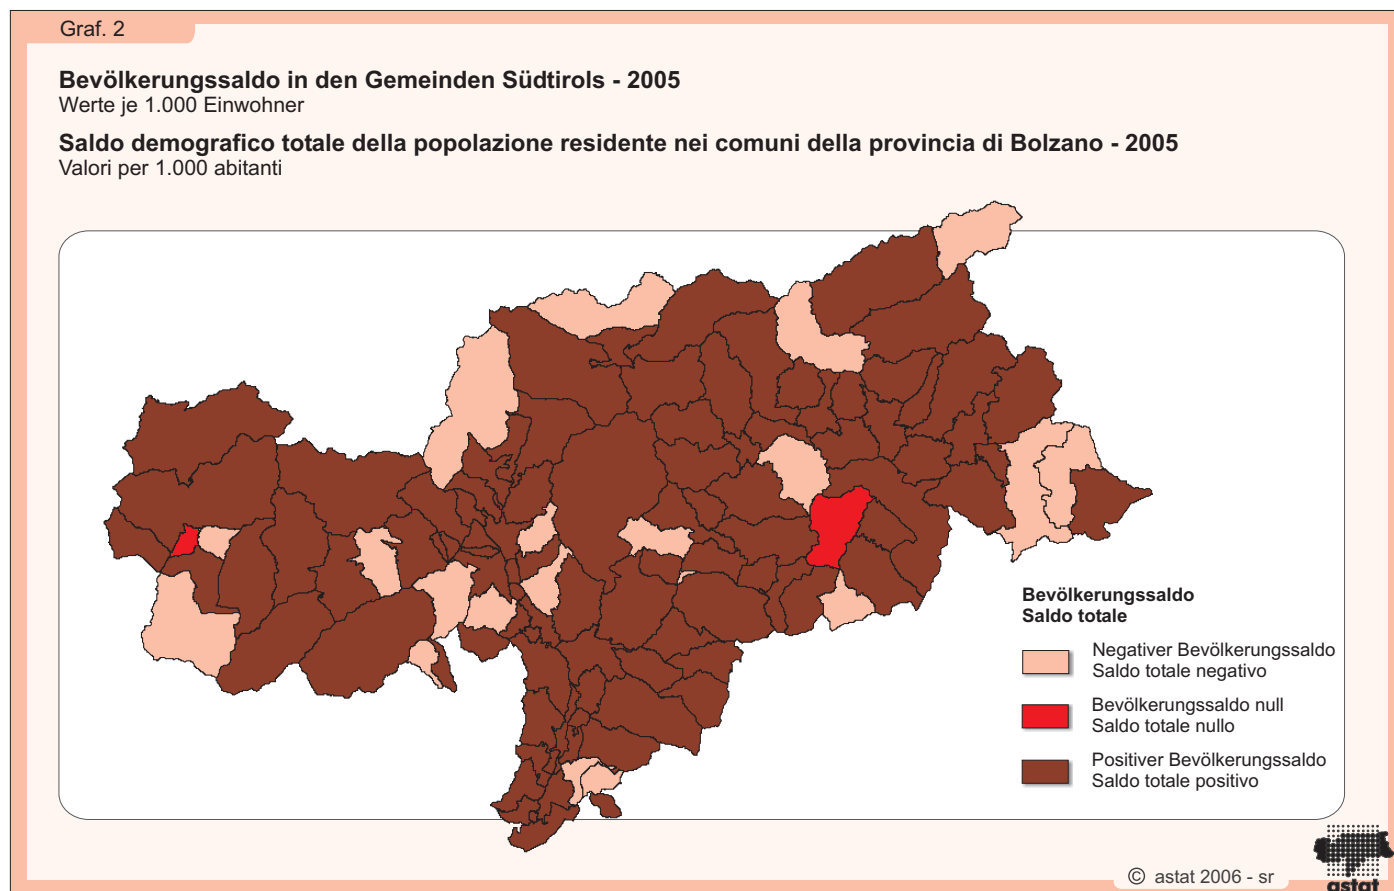 Graf. 2
Bevölkerungssaldo in den Gemeinden Südtirols - 2005
Werte je 1.000 Einwohner
Saldo demografico totale della popolazione residente nei comuni della provincia di Bolzano - 2005
Valori per 1.000 abitanti
Bevölkerungssaldo
Saldo totale
Negativer Bevölkerungssaldo
Saldo totale negativo
Bevölkerungssaldo null
Saldo totale nullo
Positiver Bevölkerungssaldo
Saldo totale positivo
© astat 2006 - sr
astat